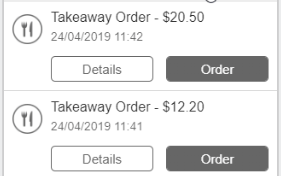 Takeaway Order - $20.50
24/04/2019 11:42
Details Order
Takeaway Order - $12.20
24/04/2019 11:41
Details Order